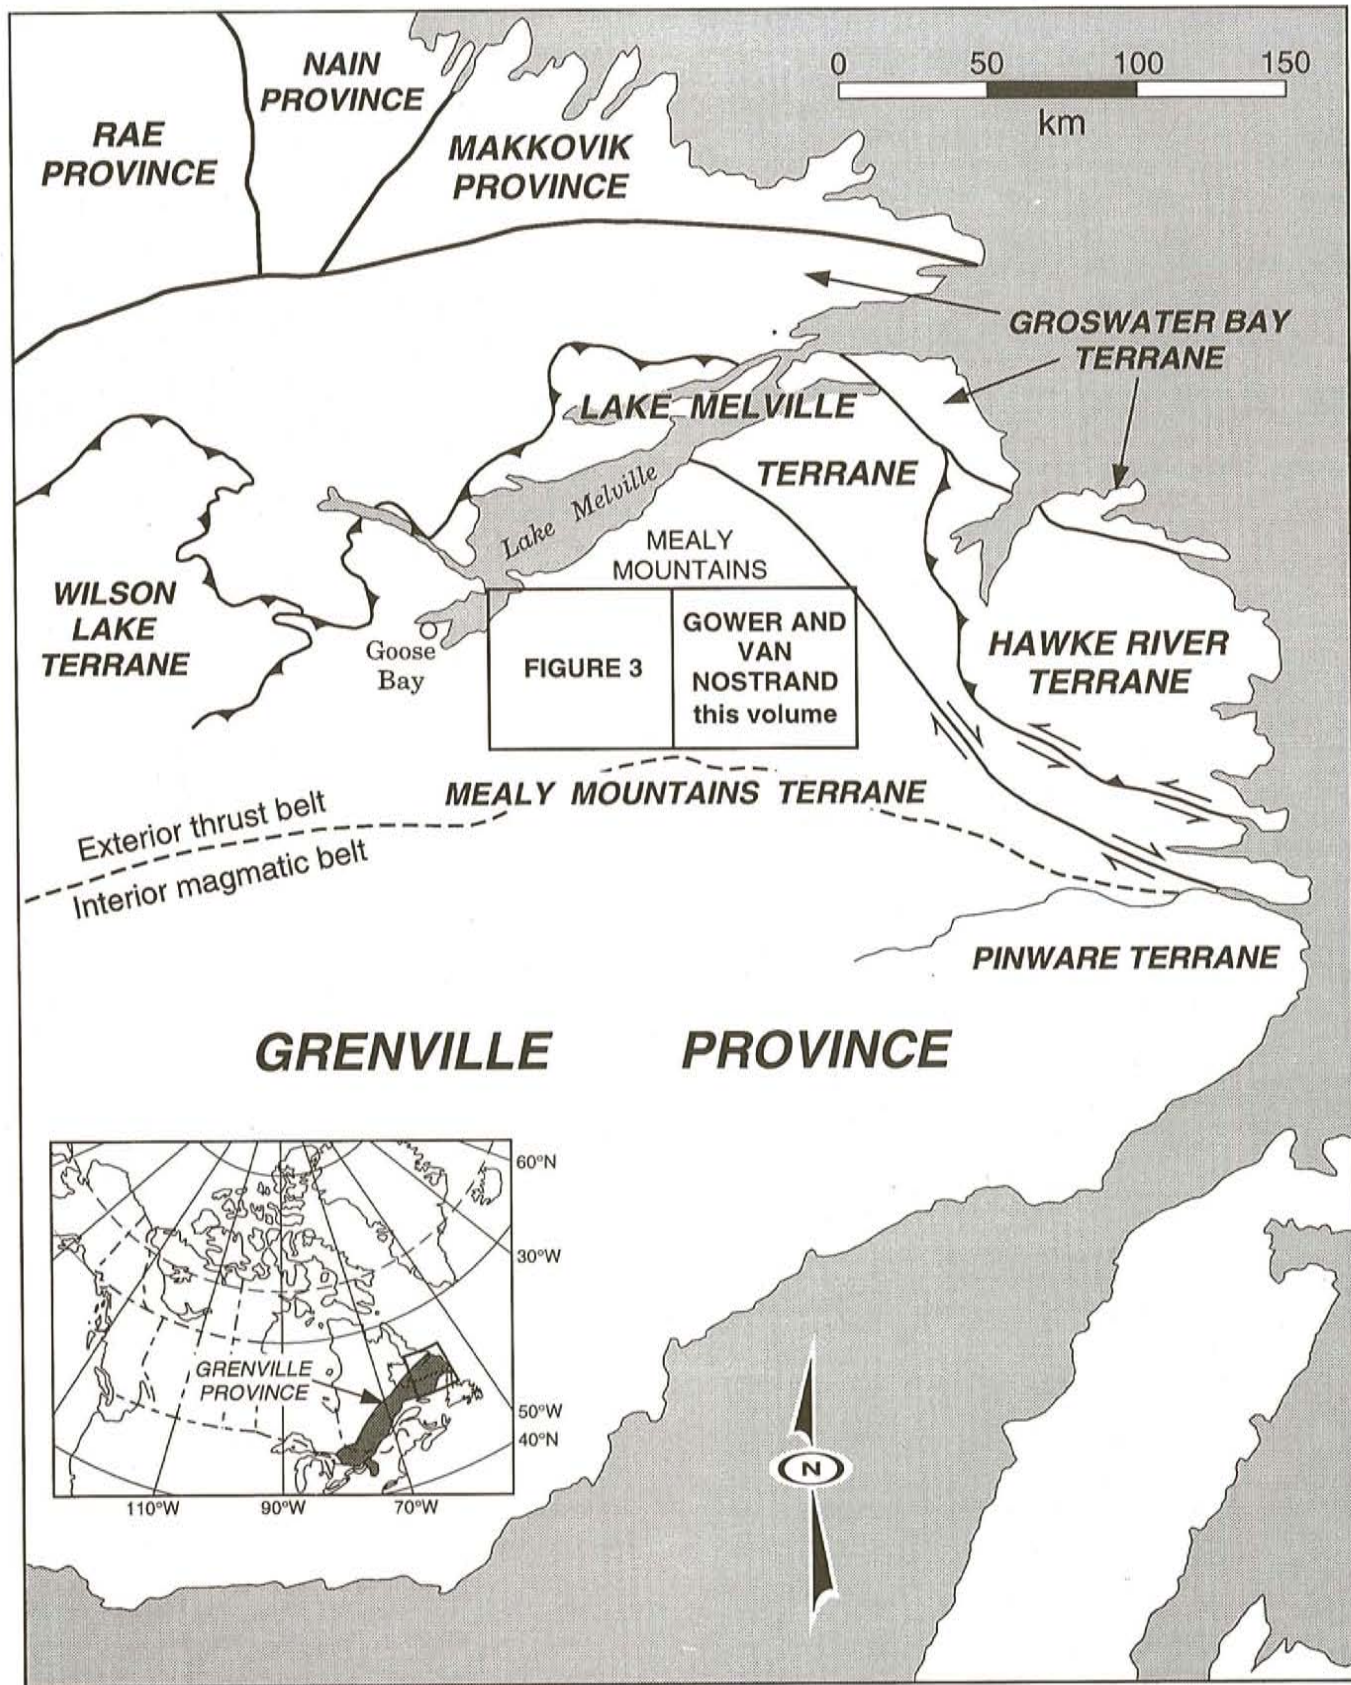 NAIN
PROVINCE
RAE
PROVINCE
MAKKOVIK
PROVINCE
0 50 100 150
km
GROSWATER BAY
TERRANE
LAKE MELVILLE
TERRANE
Lake Melville
MEALY
MOUNTAINS
WILSON
LAKE
TERRANE
Goose
Bay
FIGURE 3
GOWER AND
VAN
NOSTRAND
this volume
HAWKE RIVER
TERRANE
MEALY MOUNTAINS TERRANE
Exterior thrust belt
Interior magmatic belt
PINWARE TERRANE
GRENVILLE PROVINCE
60°N
30°W
GRENVILLE
PROVINCE
50°W
40°N
110°W 90°W 70°W
N